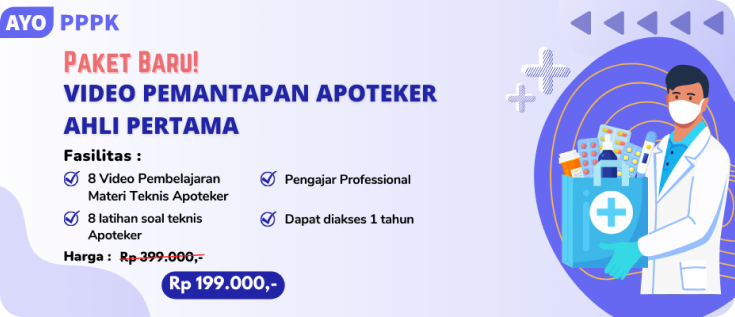 AYO PPPK
PAKET BARU!
VIDEO PEMANTAPAN APOTEKER
AHLI PERTAMA
Fasilitas :
8 Video Pembelajaran
Materi Teknis Apoteker
8 latihan soal teknis
Apoteker
Pengajar Professional
Dapat diakses 1 tahun
Harga : Rp 399.000,-
Rp 199.000,-